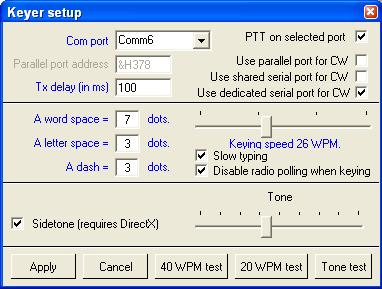 Keyer setup
Com port Comm6 PTT on selected port
Parallel port address &H378 Use parallel port for CW
Use shared serial port for CW
Tx delay (in ms) 100 Use dedicated serial port for CW
A word space = 7 dots.
A letter space = 3 dots. Keying speed 26 WPM.
Slow typing
A dash = 3 dots. Disable radio polling when keying
Tone
Sidetone (requires DirectX)
Apply Cancel 40 WPM test 20 WPM test Tone test